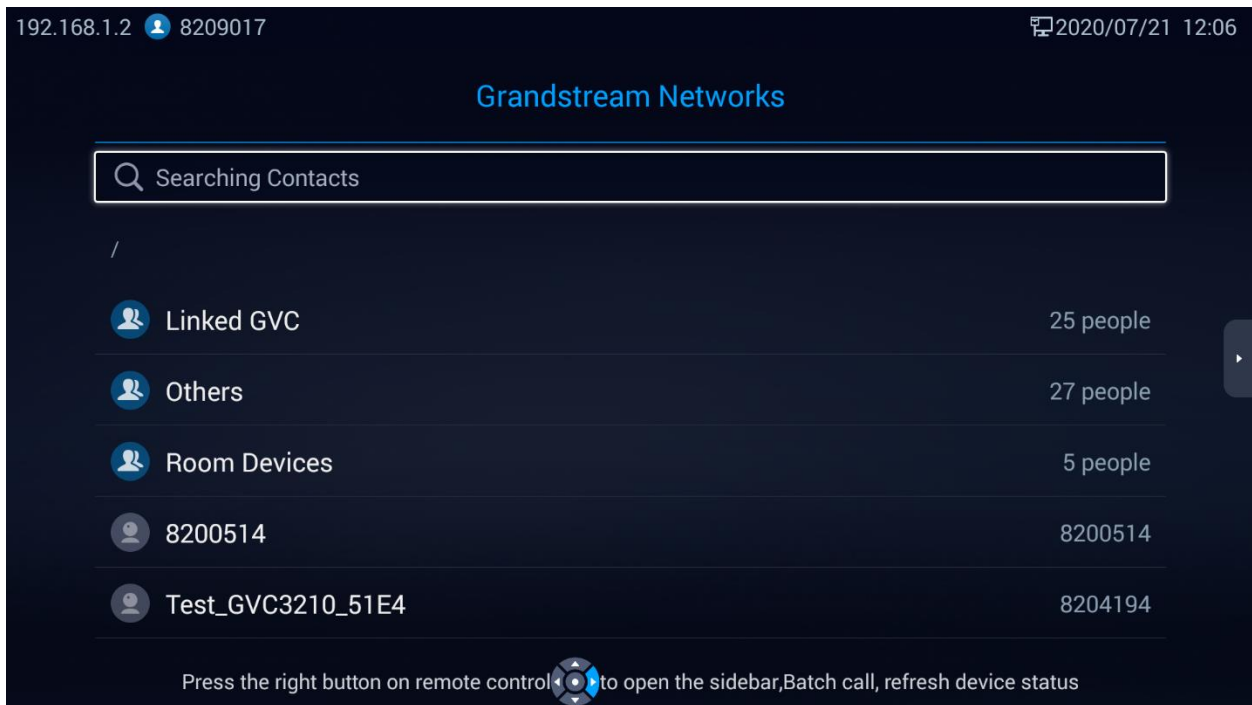 192.168.1.2 8209017 2020/07/21 12:06
Grandstream Networks
Searching Contacts
/
Linked GVC 25 people
Others 27 people
Room Devices 5 people
8200514 8200514
Test_GVC3210_51E4 8204194
Press the right button on remote control to open the sidebar,Batch call, refresh device status